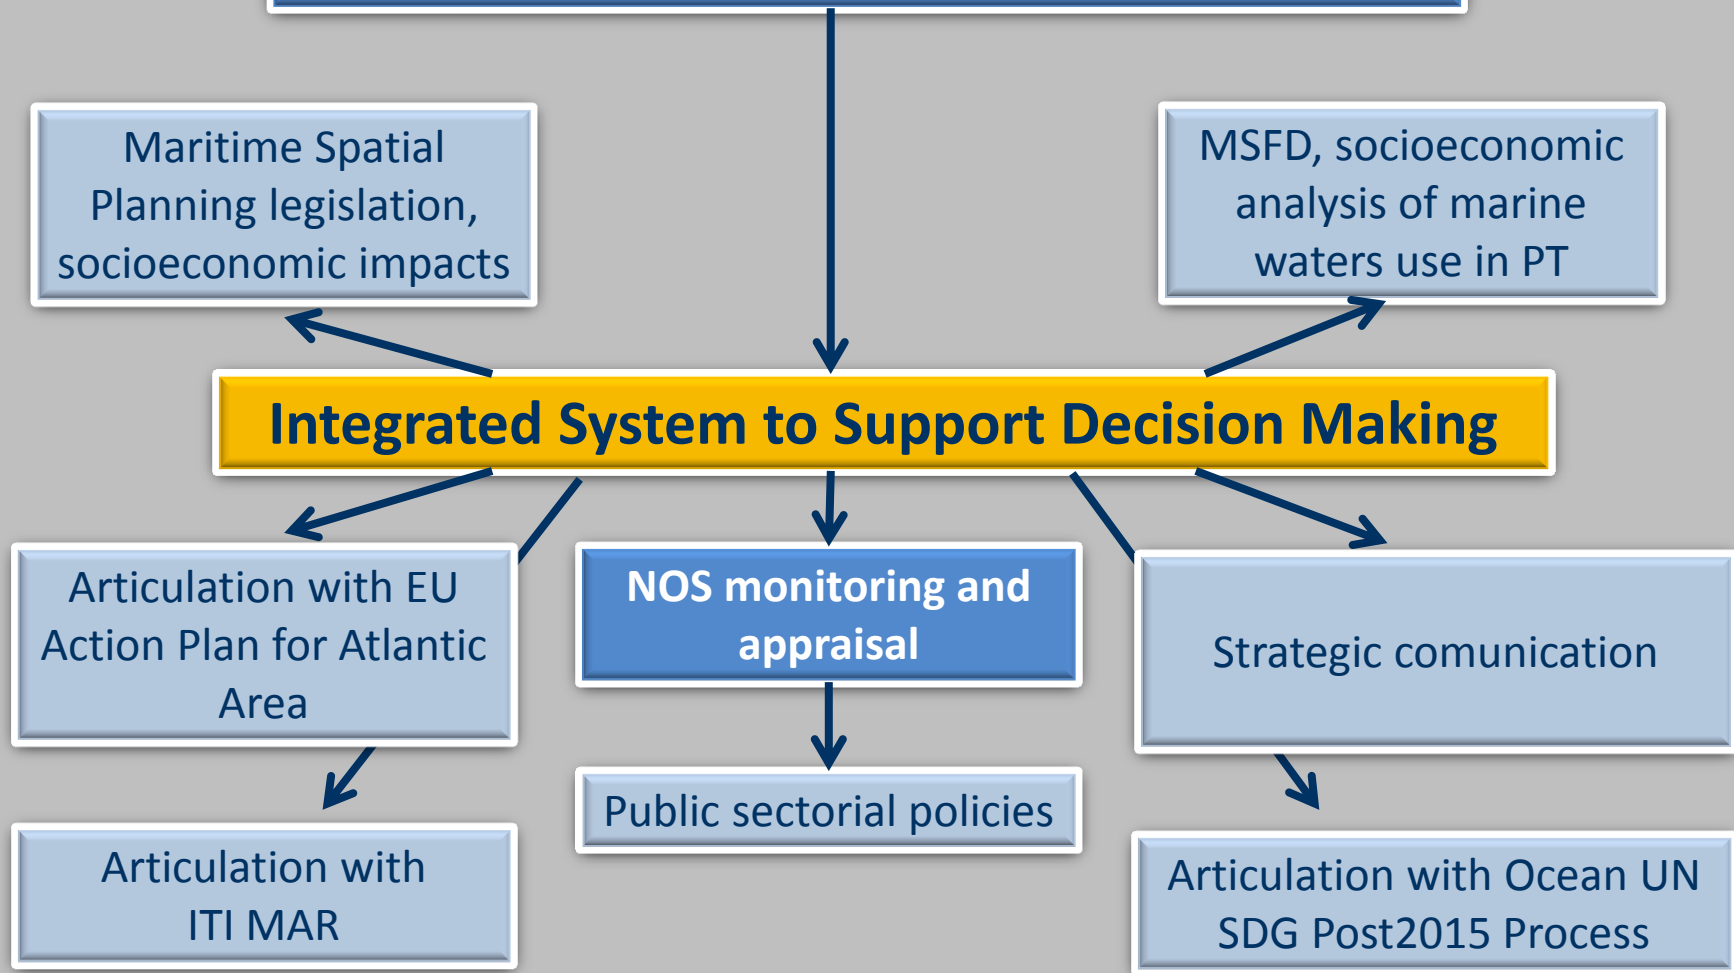 Maritime Spatial
Planning legislation,
socioeconomic impacts
MSFD, socioeconomic
analysis of marine
waters use in PT
Integrated System to Support Decision Making
Articulation with EU
Action Plan for Atlantic
Area
NOS monitoring and
appraisal
Strategic comunication
Public sectorial policies
Articulation with
ITI MAR
Articulation with Ocean UN
SDG Post2015 Process